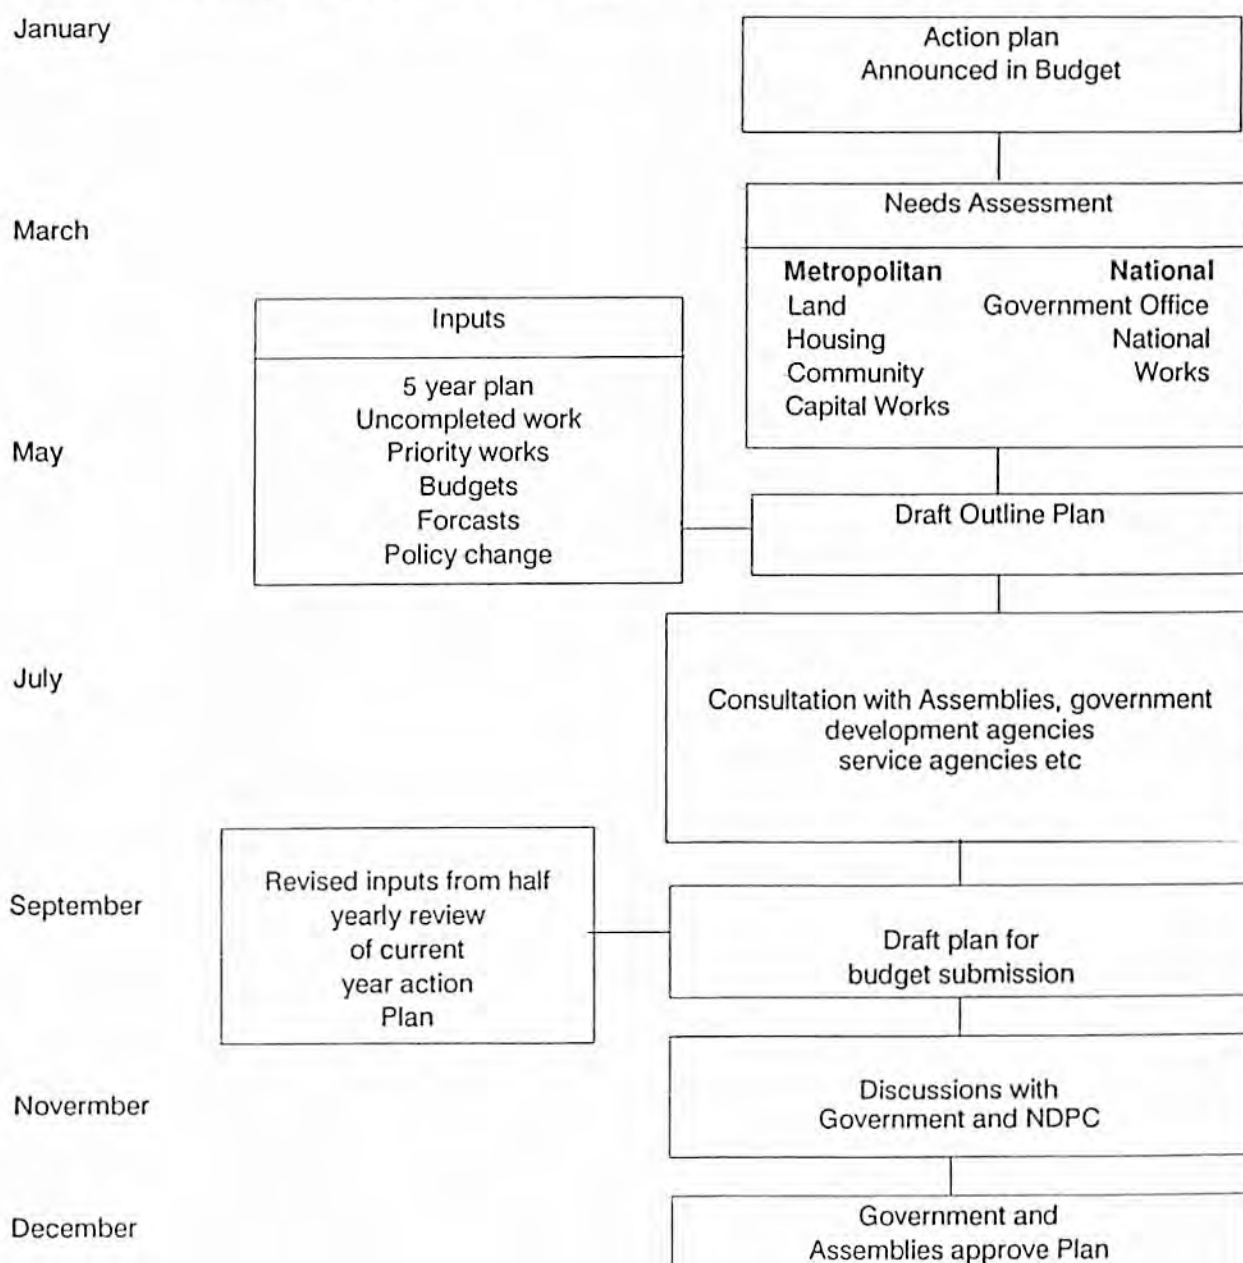 January
Action plan
Announced in Budget
March
Needs Assessment
Metropolitan National
Land Government Office
Housing National
Community Works
Capital Works
Inputs
5 year plan
Uncompleted work
Priority works
Budgets
Forcasts
Policy change
May
Draft Outline Plan
July
Consultation with Assemblies, government
development agencies
service agencies etc
September
Revised inputs from half
yearly review
of current
year action
Plan
Draft plan for
budget submission
Novermber
Discussions with
Government and NDPC
December
Government and
Assemblies approve Plan